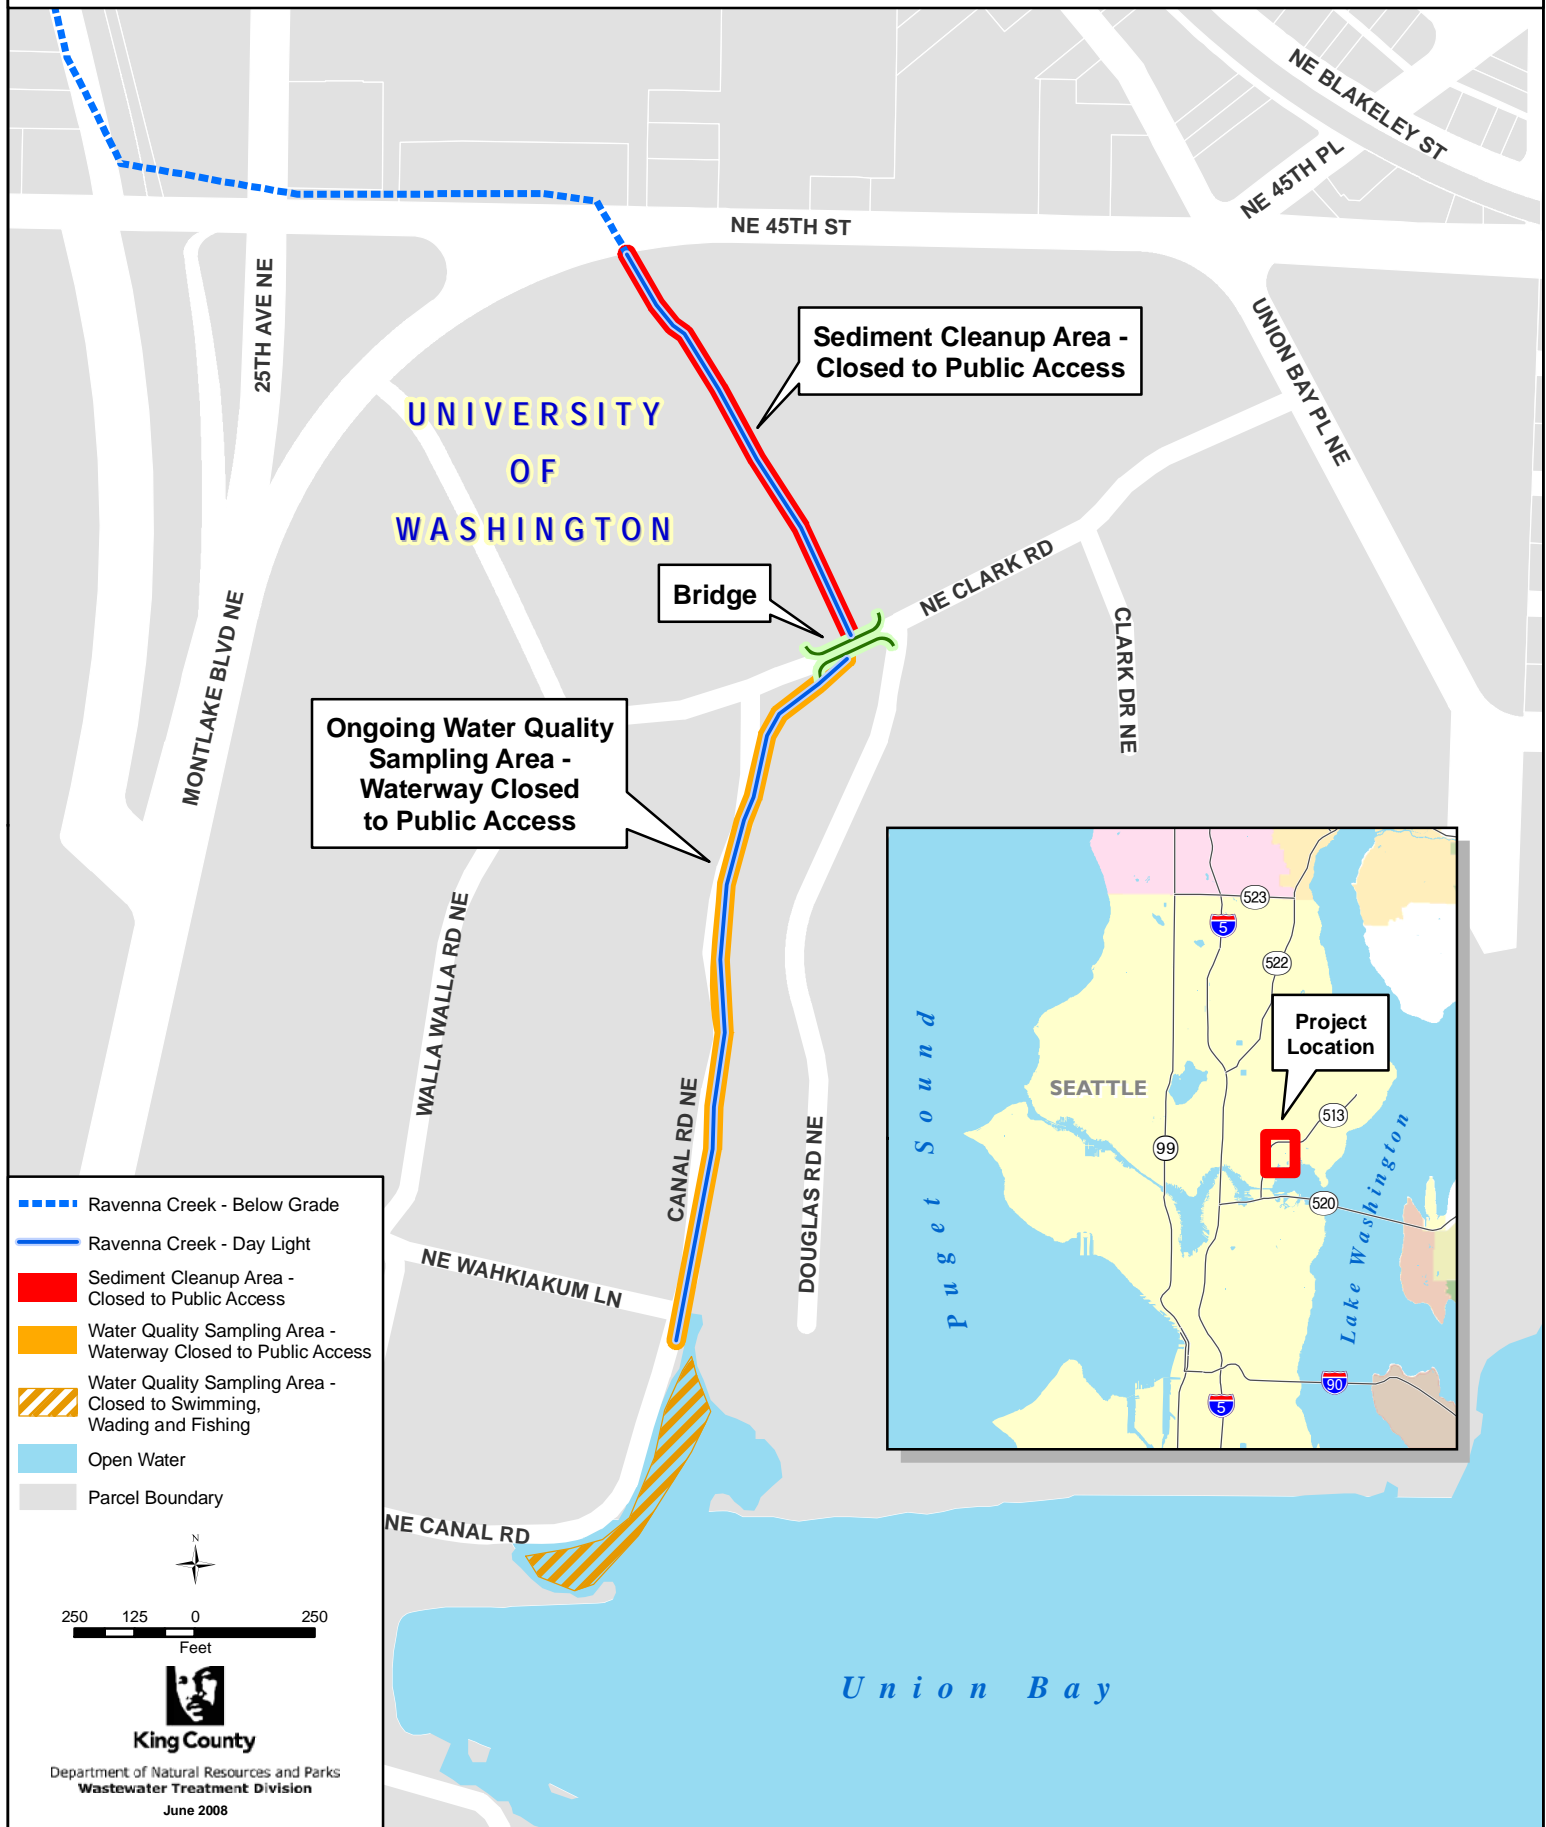 NE BLAKELEY ST
NE 45TH PL
NE 45TH ST
25TH AVE NE
UNION BAY PL NE
Sediment Cleanup Area -
Closed to Public Access
UNIVERSITY
OF
WASHINGTON
Bridge
NE CLARK RD
CLARK DR NE
MONTLAKE BLVD NE
Ongoing Water Quality
Sampling Area -
Waterway Closed
to Public Access
WALLA WALLA RD NE
CANAL RD NE
DOUGLAS RD NE
NE WAHKIAKUM LN
NE CANAL RD
Union Bay
523
5
522
Project
Location
Puget Sound
SEATTLE
513
99
520
Lake Washington
90
5
Ravenna Creek - Below Grade
Ravenna Creek - Day Light
Sediment Cleanup Area -
Closed to Public Access
Water Quality Sampling Area -
Waterway Closed to Public Access
Water Quality Sampling Area -
Closed to Swimming,
Wading and Fishing
Open Water
Parcel Boundary
N
250 125 0 250
Feet
King County
Department of Natural Resources and Parks
Wastewater Treatment Division
June 2008